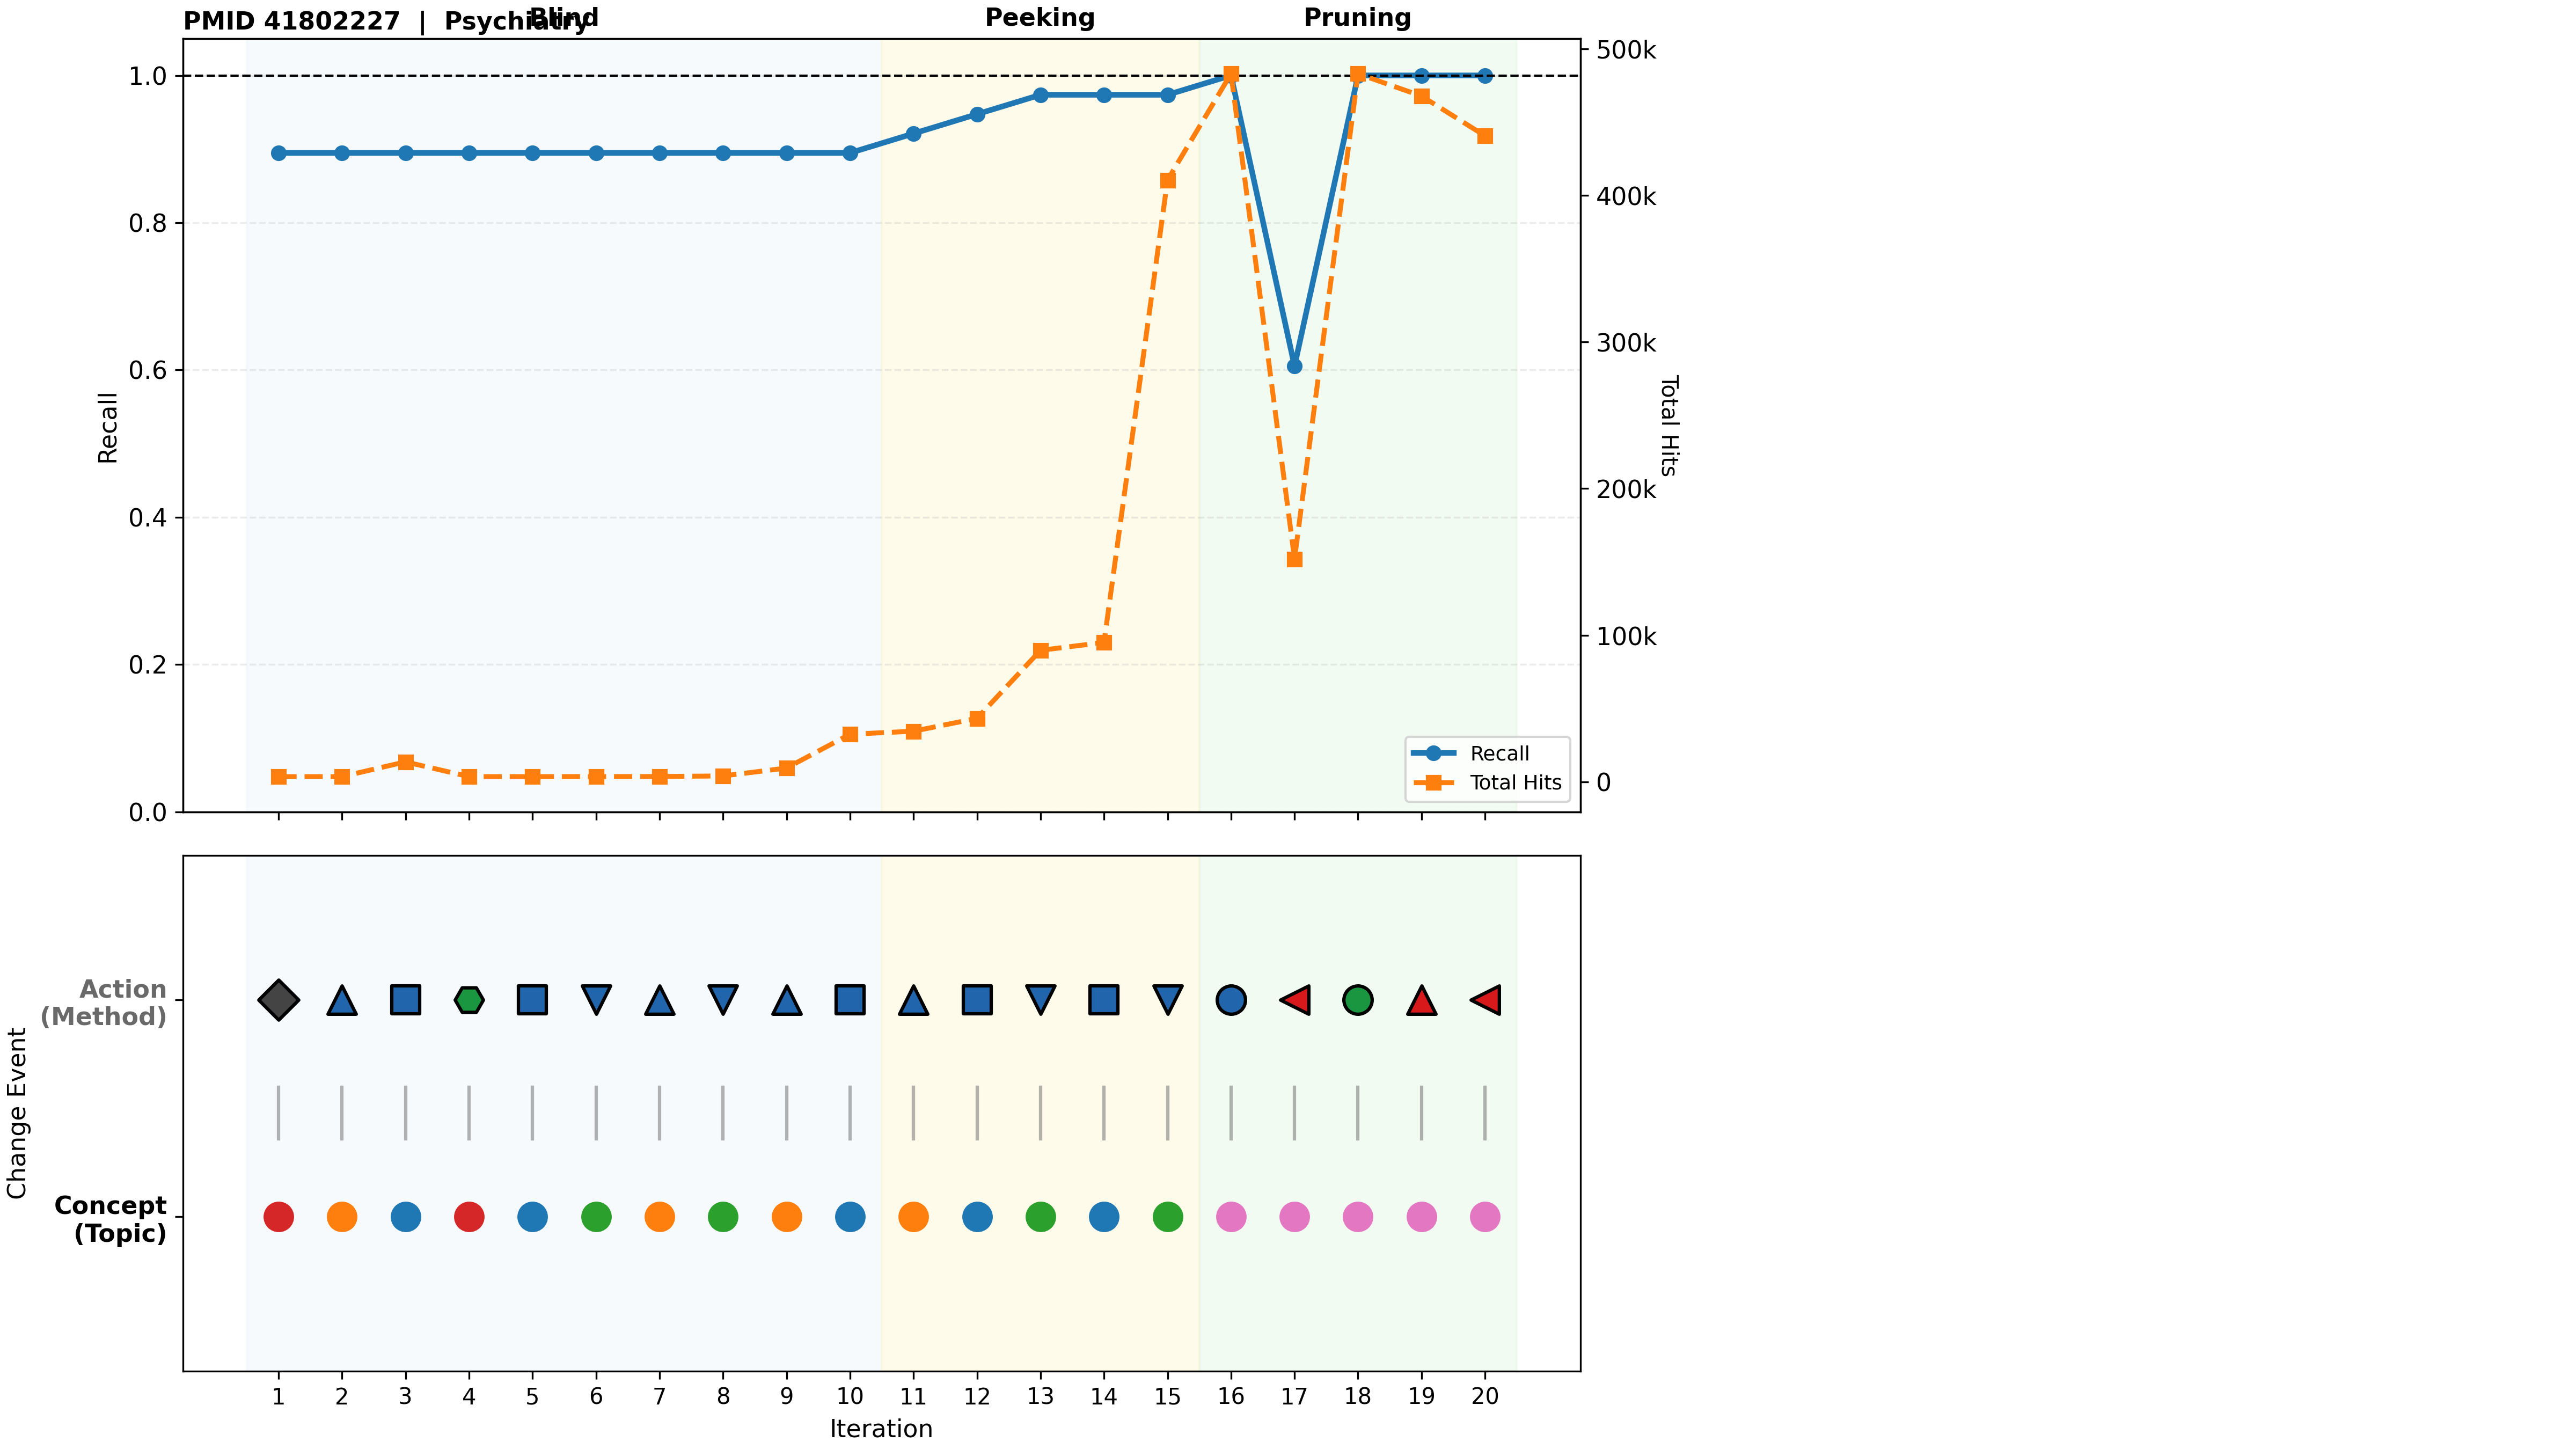 PMID 41802227 | Psychiatry
Blind
Peeking
Pruning
1.0
0.8
0.6
0.4
0.2
0.0
Recall
500k
400k
300k
200k
100k
0
Total Hits
Recall
Total Hits
Action
(Method)
Concept
(Topic)
Change Event
1 2 3 4 5 6 7 8 9 10 11 12 13 14 15 16 17 18 19 20
Iteration